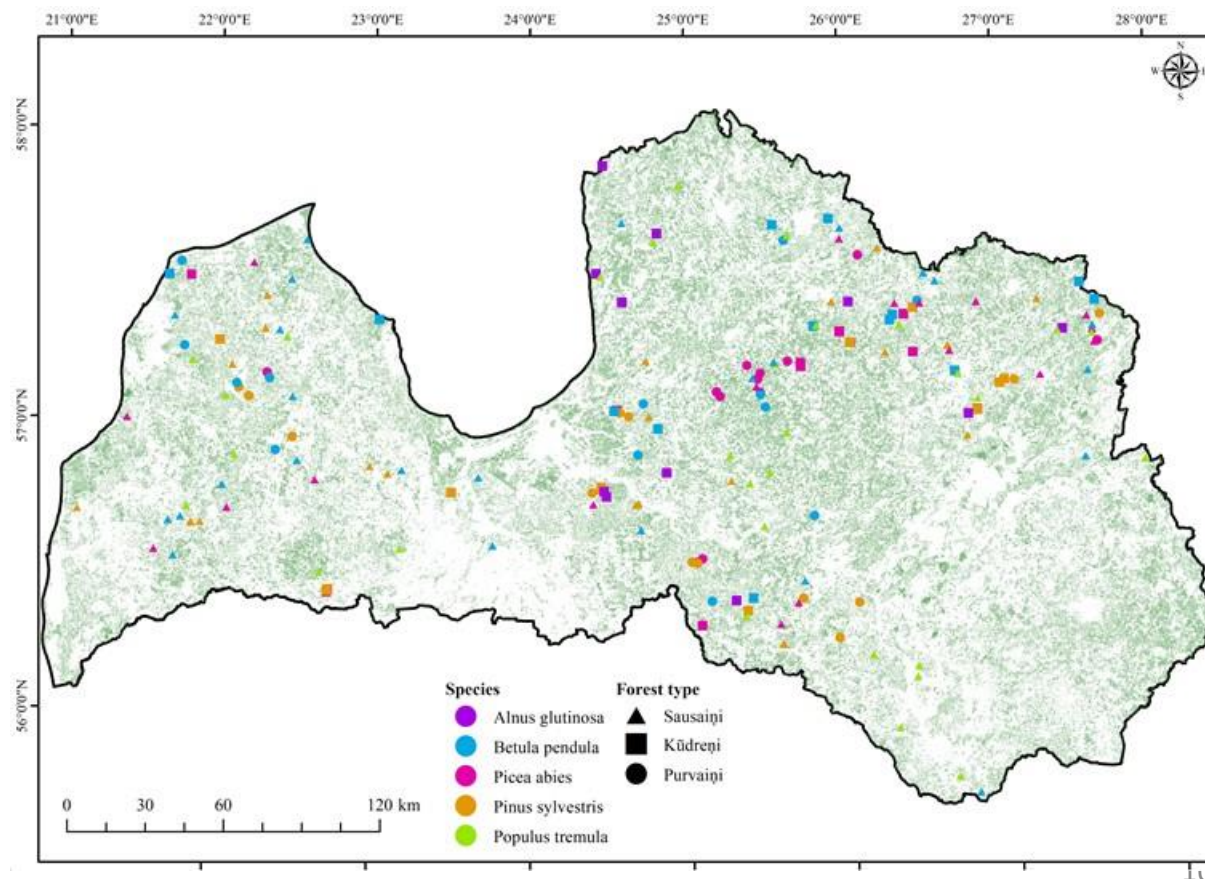 21°0'0"E 22°0'0"E 23°0'0"E 24°0'0"E 25°0'0"E 26°0'0"E 27°0'0"E 28°0'0"E
N
W E
S
58°0'0"N
57°0'0"N
56°0'0"N
Species
Alnus glutinosa
Betula pendula
Picea abies
Pinus sylvestris
Populus tremula
Forest type
Sausaiņi
Kūdreņi
Purvaiņi
0 30 60 120 km